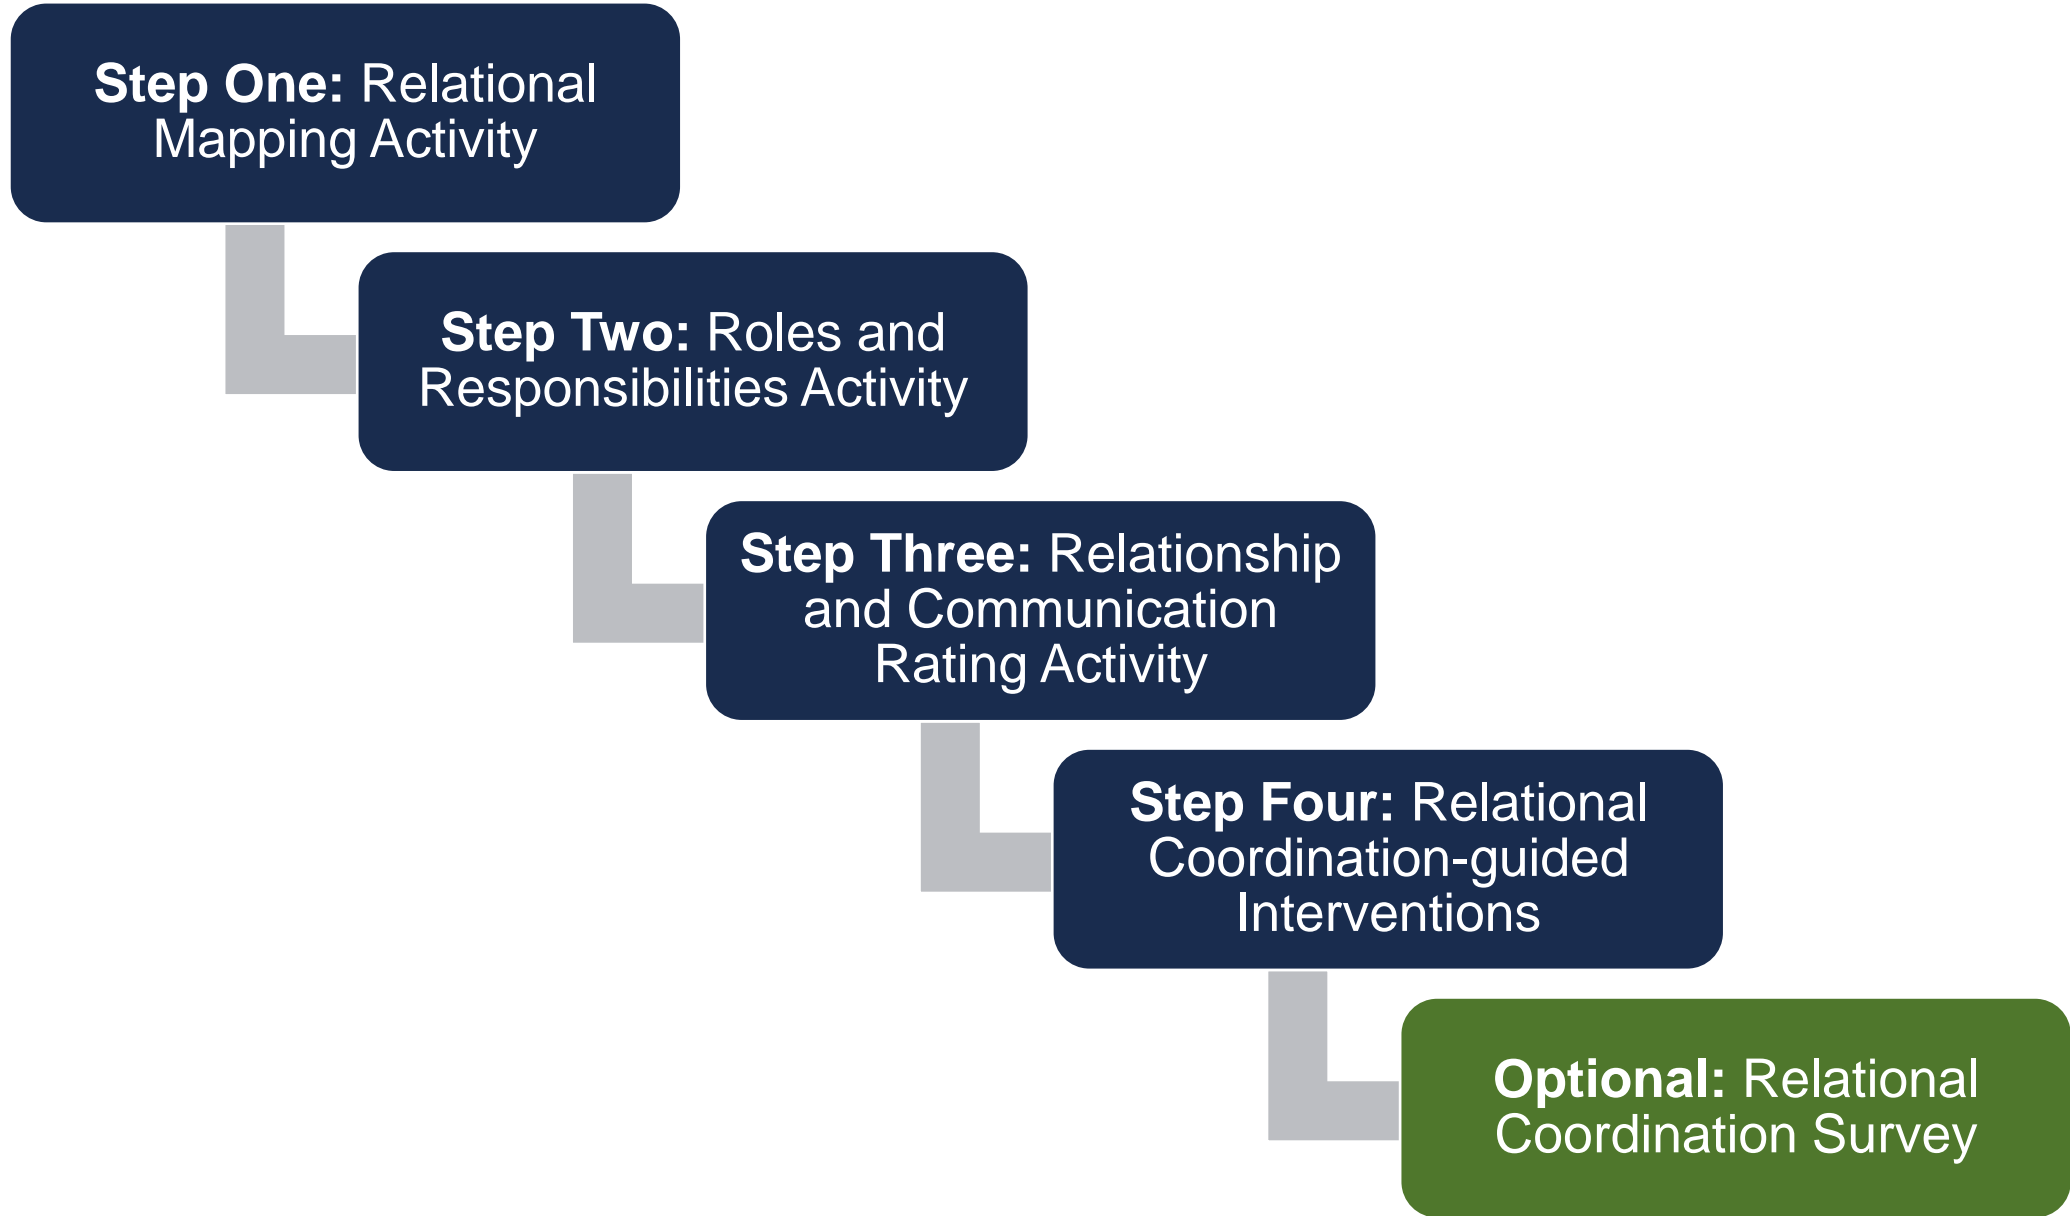 Step One: Relational
Mapping Activity
Step Two: Roles and
Responsibilities Activity
Step Three: Relationship
and Communication
Rating Activity
Step Four: Relational
Coordination-guided
Interventions
Optional: Relational
Coordination Survey